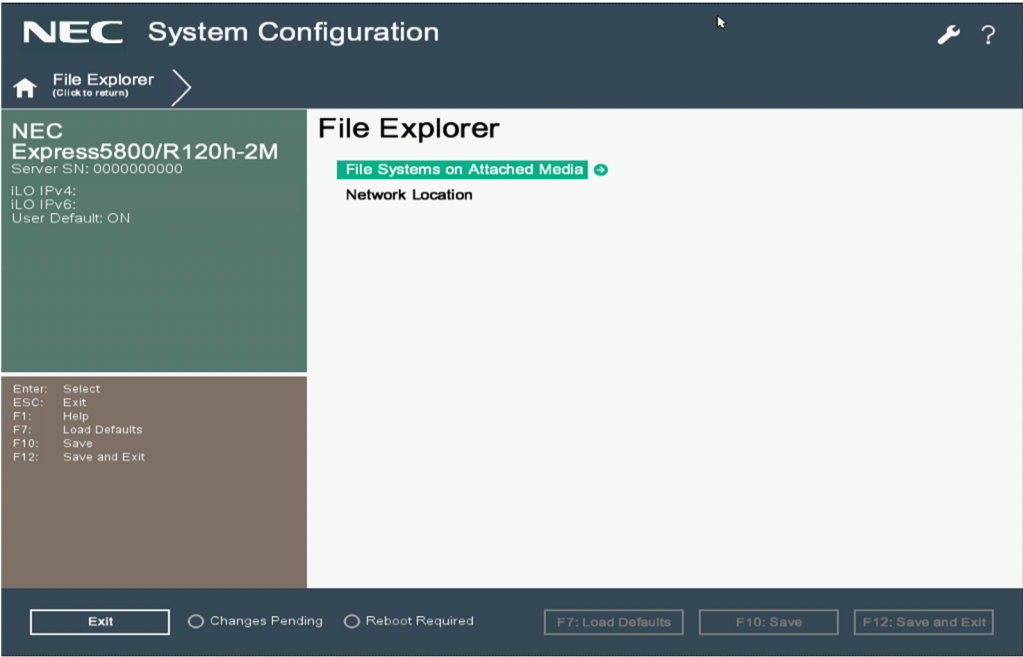 NEC System Configuration
?
File Explorer
(Click to return)
NEC
Express5800/R120h-2M
Server SN: 0000000000
iLO IPv4:
iLO IPv6:
User Default: ON
Enter: Select
ESC: Exit
F1: Help
F7: Load Defaults
F10: Save
F12: Save and Exit
File Explorer
File Systems on Attached Media
Network Location
Exit
Changes Pending
Reboot Required
F7: Load Defaults
F10: Save
F12: Save and Exit